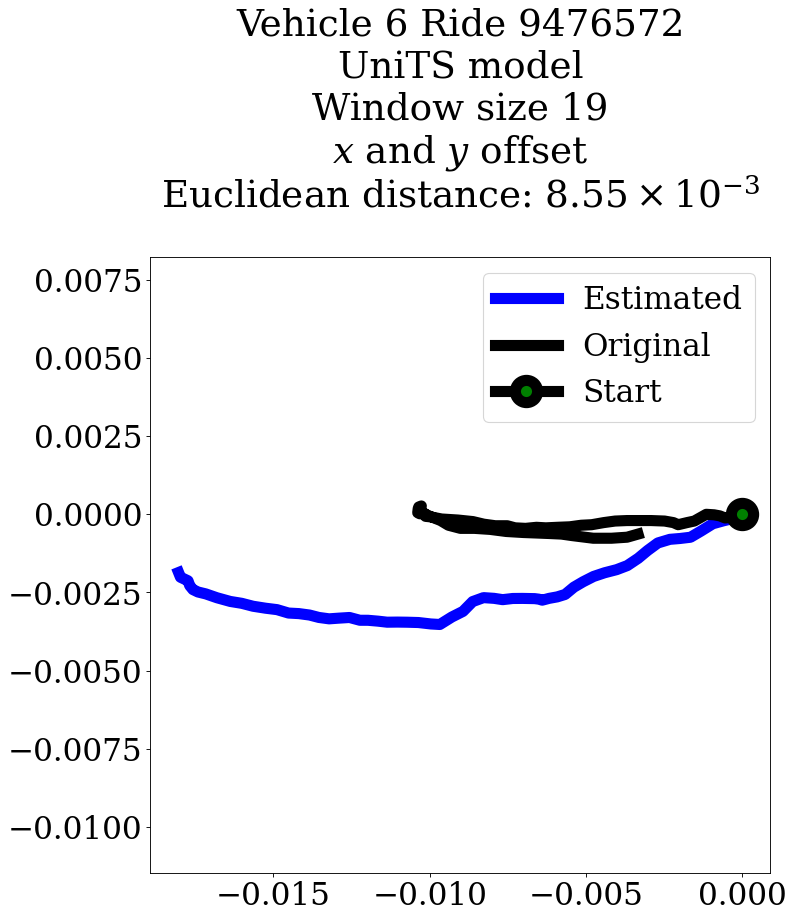 Vehicle 6 Ride 9476572
UniTS model
Window size 19
x and y offset
Euclidean distance: 8.55 × 10⁻³
Estimated
Original
Start
0.0075
0.0050
0.0025
0.0000
−0.0025
−0.0050
−0.0075
−0.0100
−0.015 −0.010 −0.005 0.000